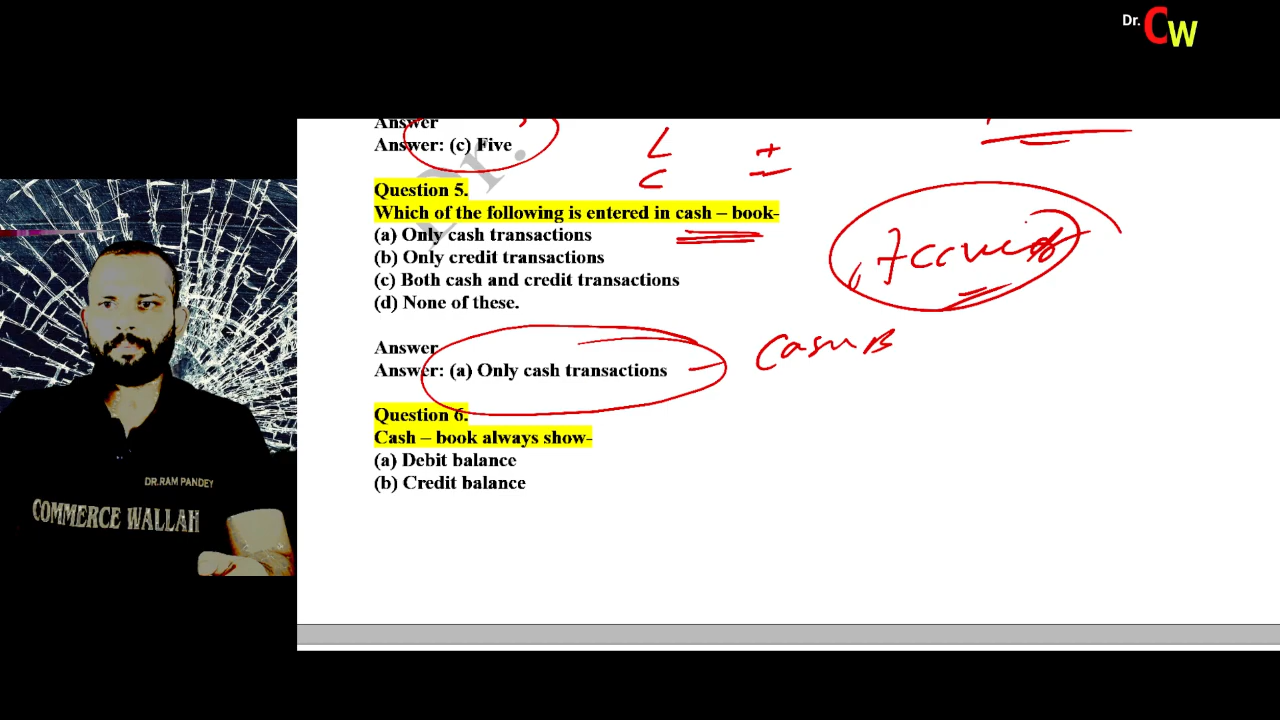 Dr. CW
Answer
Answer: (c) Five
L
C
+
Question 5.
Which of the following is entered in cash – book-
(a) Only cash transactions
(b) Only credit transactions
(c) Both cash and credit transactions
(d) None of these.
Answer
Answer: (a) Only cash transactions
Cash B
Question 6.
Cash – book always show-
(a) Debit balance
(b) Credit balance
DR.RAM PANDEY
COMMERCE WALLAH